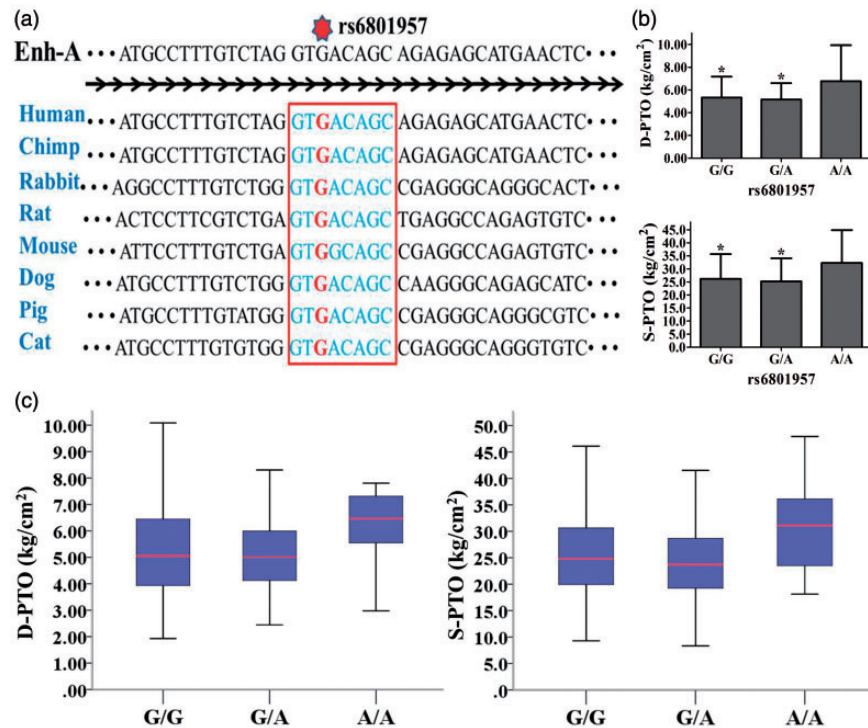 (a)
rs6801957
Enh-A ••• ATGCCTTTGTCTAG GTGACAGC AGAGAGCATGAACTC•••
Human ••• ATGCCTTTGTCTAG GTGACAGC AGAGAGCATGAACTC•••
Chimp ••• ATGCCTTTGTCTAG GTGACAGC AGAGAGCATGAACTC•••
Rabbit ••• AGGCCTTTGTCTGG GTGACAGC CGAGGGCAGGGCACT•••
Rat ••• ACTCCTTCGTCTGA GTGACAGC TGAGGCCAGAGTGTC•••
Mouse ••• ATTCCTTTGTCTGA GTGGCAGC CGAGGCCAGAGTGTC•••
Dog ••• ATGCCTTTGTCTGG GTGACAGC CAAGGGCAGAGCATC•••
Pig ••• ATGCCTTTGTATGG GTGACAGC CGAGGGCAGGGCGTC•••
Cat ••• ATGCCTTTGTGTGG GTGACAGC CGAGGGCAGGGTGTC•••
(b)
D-PTO (kg/cm²)
10.00
8.00
6.00
4.00
2.00
0.00
* *
G/G G/A A/A
rs6801957
S-PTO (kg/cm²)
45.0
40.0
35.0
30.0
25.0
20.0
15.0
10.0
5.0
0.0
* *
G/G G/A A/A
rs6801957
(c)
D-PTO (kg/cm²)
10.00
9.00
8.00
7.00
6.00
5.00
4.00
3.00
2.00
1.00
.00
G/G G/A A/A
S-PTO (kg/cm²)
50.0
45.0
40.0
35.0
30.0
25.0
20.0
15.0
10.0
5.0
.0
G/G G/A A/A